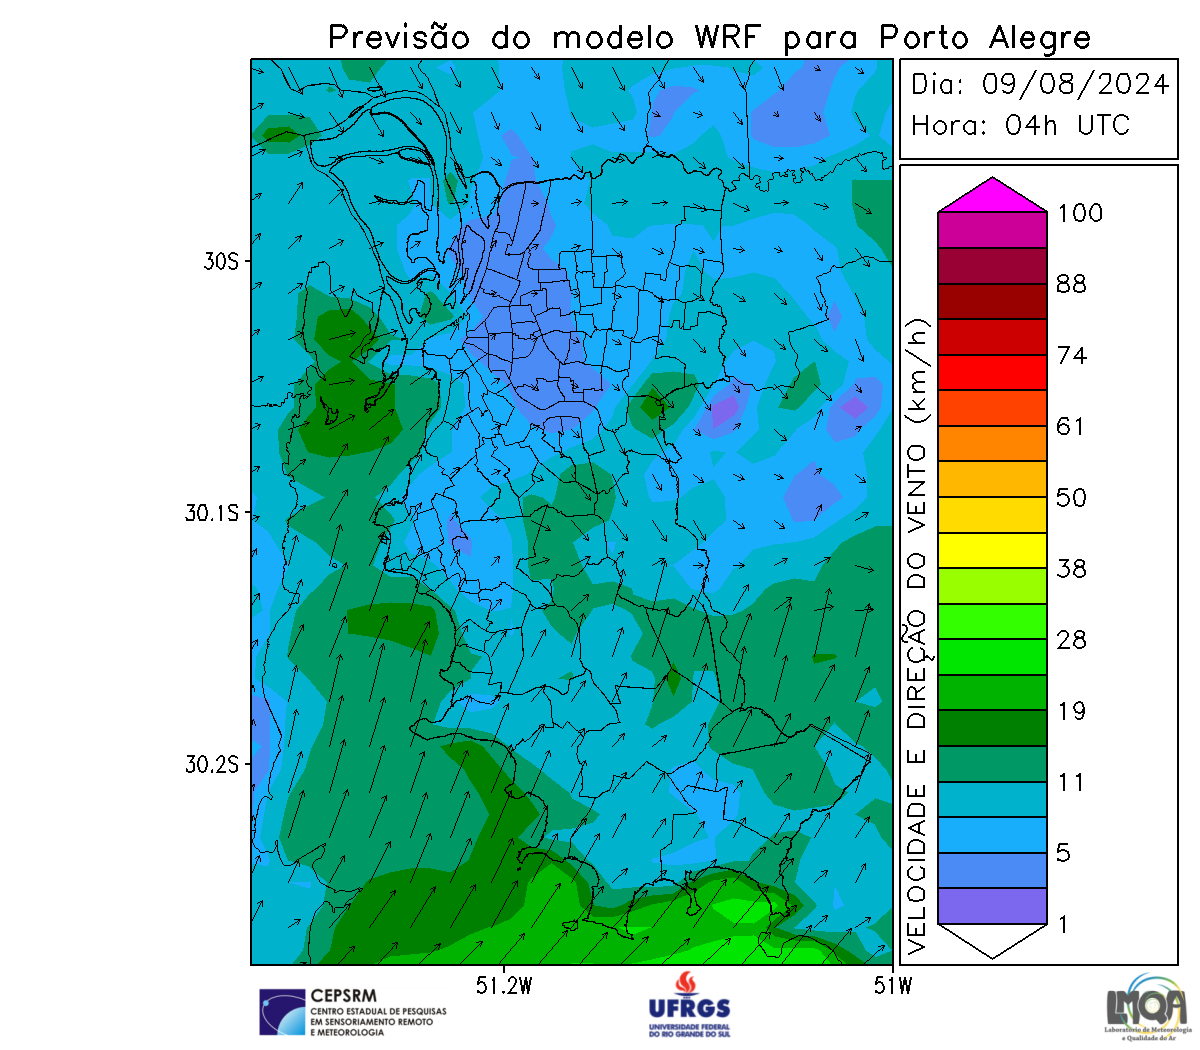 Previsão do modelo WRF para Porto Alegre
Dia: 09/08/2024
Hora: 04h UTC
30S
30.1S
30.2S
51.2W
51W
VELOCIDADE E DIREÇÃO DO VENTO (km/h)
100
88
74
61
50
38
28
19
11
5
1
CEPSRM
CENTRO ESTADUAL DE PESQUISAS
EM SENSORIAMENTO REMOTO
E METEOROLOGIA
UFRGS
UNIVERSIDADE FEDERAL
DO RIO GRANDE DO SUL
LMQA
Laboratório de Meteorologia
e Qualidade do Ar